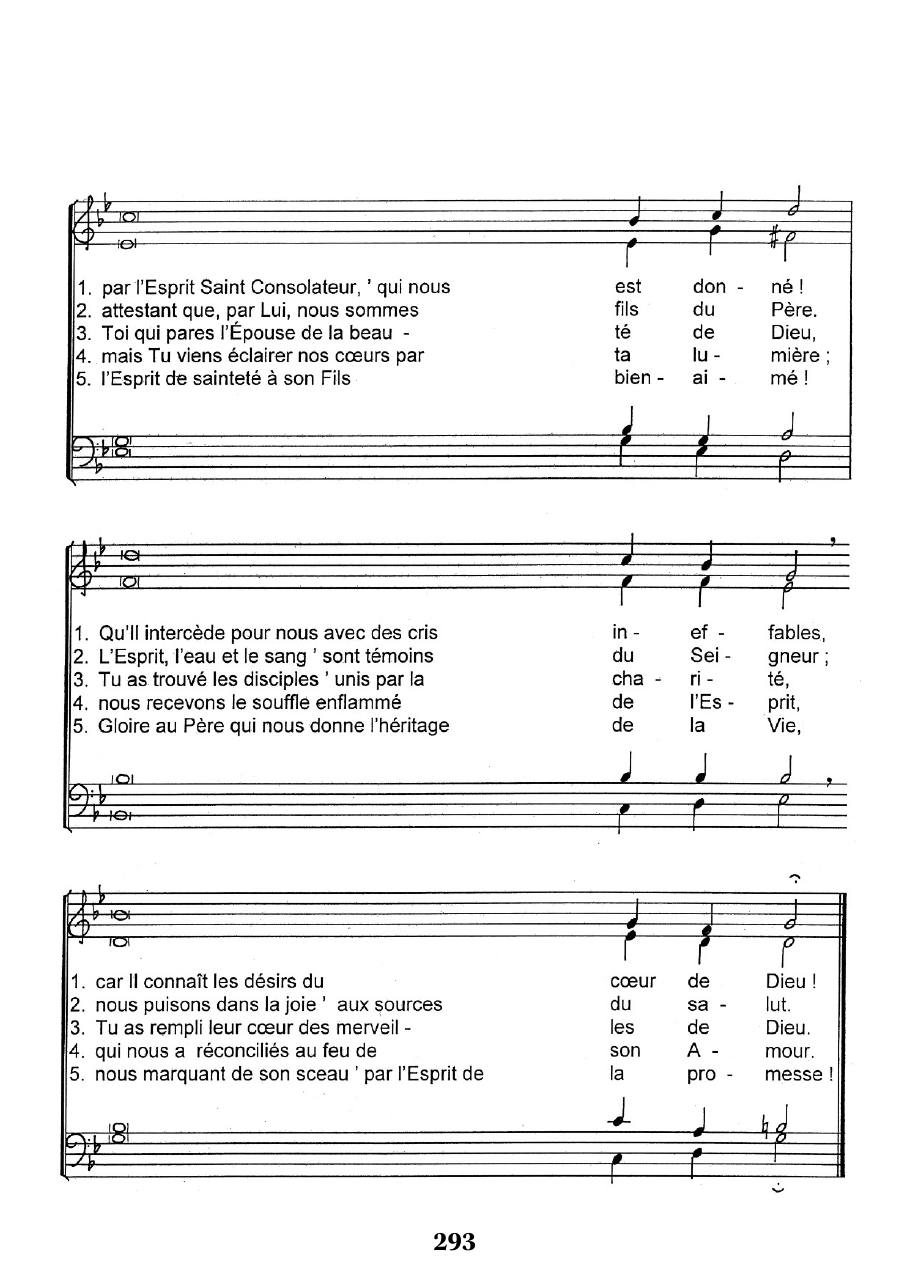 1. par l'Esprit Saint Consolateur, ' qui nous est don - né !
2. attestant que, par Lui, nous sommes fils du Père.
3. Toi qui pares l'Épouse de la beau - té de Dieu,
4. mais Tu viens éclairer nos cœurs par ta lu - mière ;
5. l'Esprit de sainteté à son Fils bien - ai - mé !
1. Qu'Il intercède pour nous avec des cris in - ef - fables,
2. L'Esprit, l'eau et le sang ' sont témoins du Sei - gneur ;
3. Tu as trouvé les disciples ' unis par la cha - ri - té,
4. nous recevons le souffle enflammé de l'Es - prit,
5. Gloire au Père qui nous donne l'héritage de la Vie,
1. car Il connaît les désirs du cœur de Dieu !
2. nous puisons dans la joie ' aux sources du sa - lut.
3. Tu as rempli leur cœur des merveil - les de Dieu.
4. qui nous a réconciliés au feu de son A - mour.
5. nous marquant de son sceau ' par l'Esprit de la pro - messe !
293